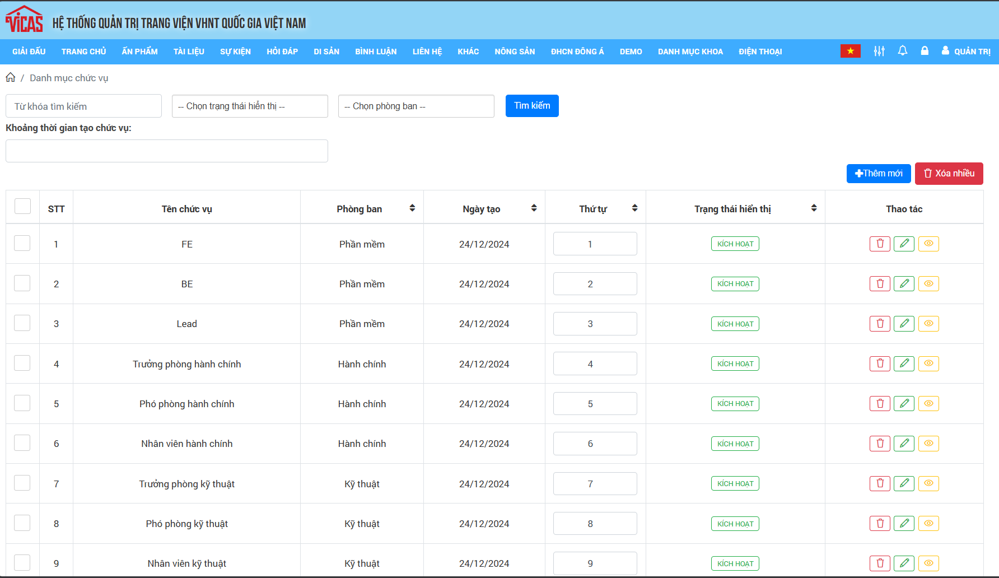 ViCAS HỆ THỐNG QUẢN TRỊ TRANG VIỆN VHNT QUỐC GIA VIỆT NAM
GIẢI ĐẤU TRANG CHỦ ẤN PHẨM TÀI LIỆU SỰ KIỆN HỎI ĐÁP DI SẢN BÌNH LUẬN LIÊN HỆ KHÁC NÔNG SẢN ĐHCN ĐÔNG Á DEMO DANH MỤC KHOA ĐIỆN THOẠI QUẢN TRỊ
/ Danh mục chức vụ
Từ khóa tìm kiếm -- Chọn trạng thái hiển thị -- -- Chọn phòng ban -- Tìm kiếm
Khoảng thời gian tạo chức vụ:
Thêm mới Xóa nhiều
STT Tên chức vụ Phòng ban Ngày tạo Thứ tự Trạng thái hiển thị Thao tác
1 FE Phần mềm 24/12/2024 1 KÍCH HOẠT
2 BE Phần mềm 24/12/2024 2 KÍCH HOẠT
3 Lead Phần mềm 24/12/2024 3 KÍCH HOẠT
4 Trưởng phòng hành chính Hành chính 24/12/2024 4 KÍCH HOẠT
5 Phó phòng hành chính Hành chính 24/12/2024 5 KÍCH HOẠT
6 Nhân viên hành chính Hành chính 24/12/2024 6 KÍCH HOẠT
7 Trưởng phòng kỹ thuật Kỹ thuật 24/12/2024 7 KÍCH HOẠT
8 Phó phòng kỹ thuật Kỹ thuật 24/12/2024 8 KÍCH HOẠT
9 Nhân viên kỹ thuật Kỹ thuật 24/12/2024 9 KÍCH HOẠT